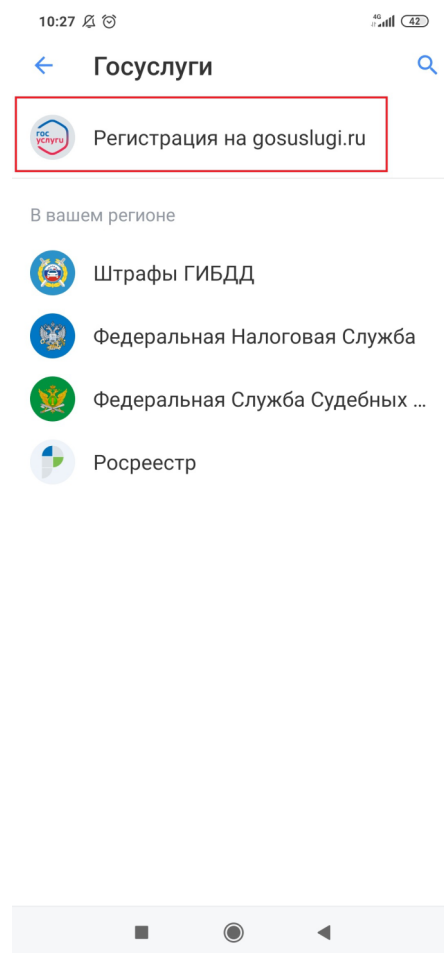 10:27
4G
42
Госуслуги
гос
услуги
Регистрация на gosuslugi.ru
В вашем регионе
Штрафы ГИБДД
Федеральная Налоговая Служба
Федеральная Служба Судебных ...
Росреестр